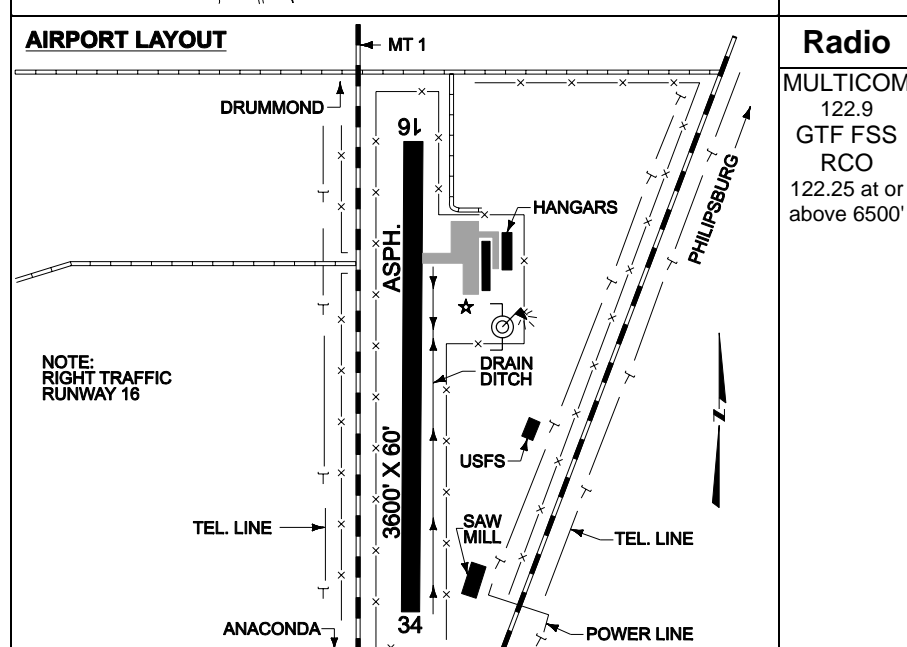 AIRPORT LAYOUT
MT 1
DRUMMOND
16
HANGARS
PHILIPSBURG
ASPH.
NOTE:
RIGHT TRAFFIC
RUNWAY 16
DRAIN
DITCH
N
USFS
3600' X 60'
SAW
MILL
TEL. LINE
TEL. LINE
ANACONDA
34
POWER LINE
Radio
MULTICOM
122.9
GTF FSS
RCO
122.25 at or
above 6500'